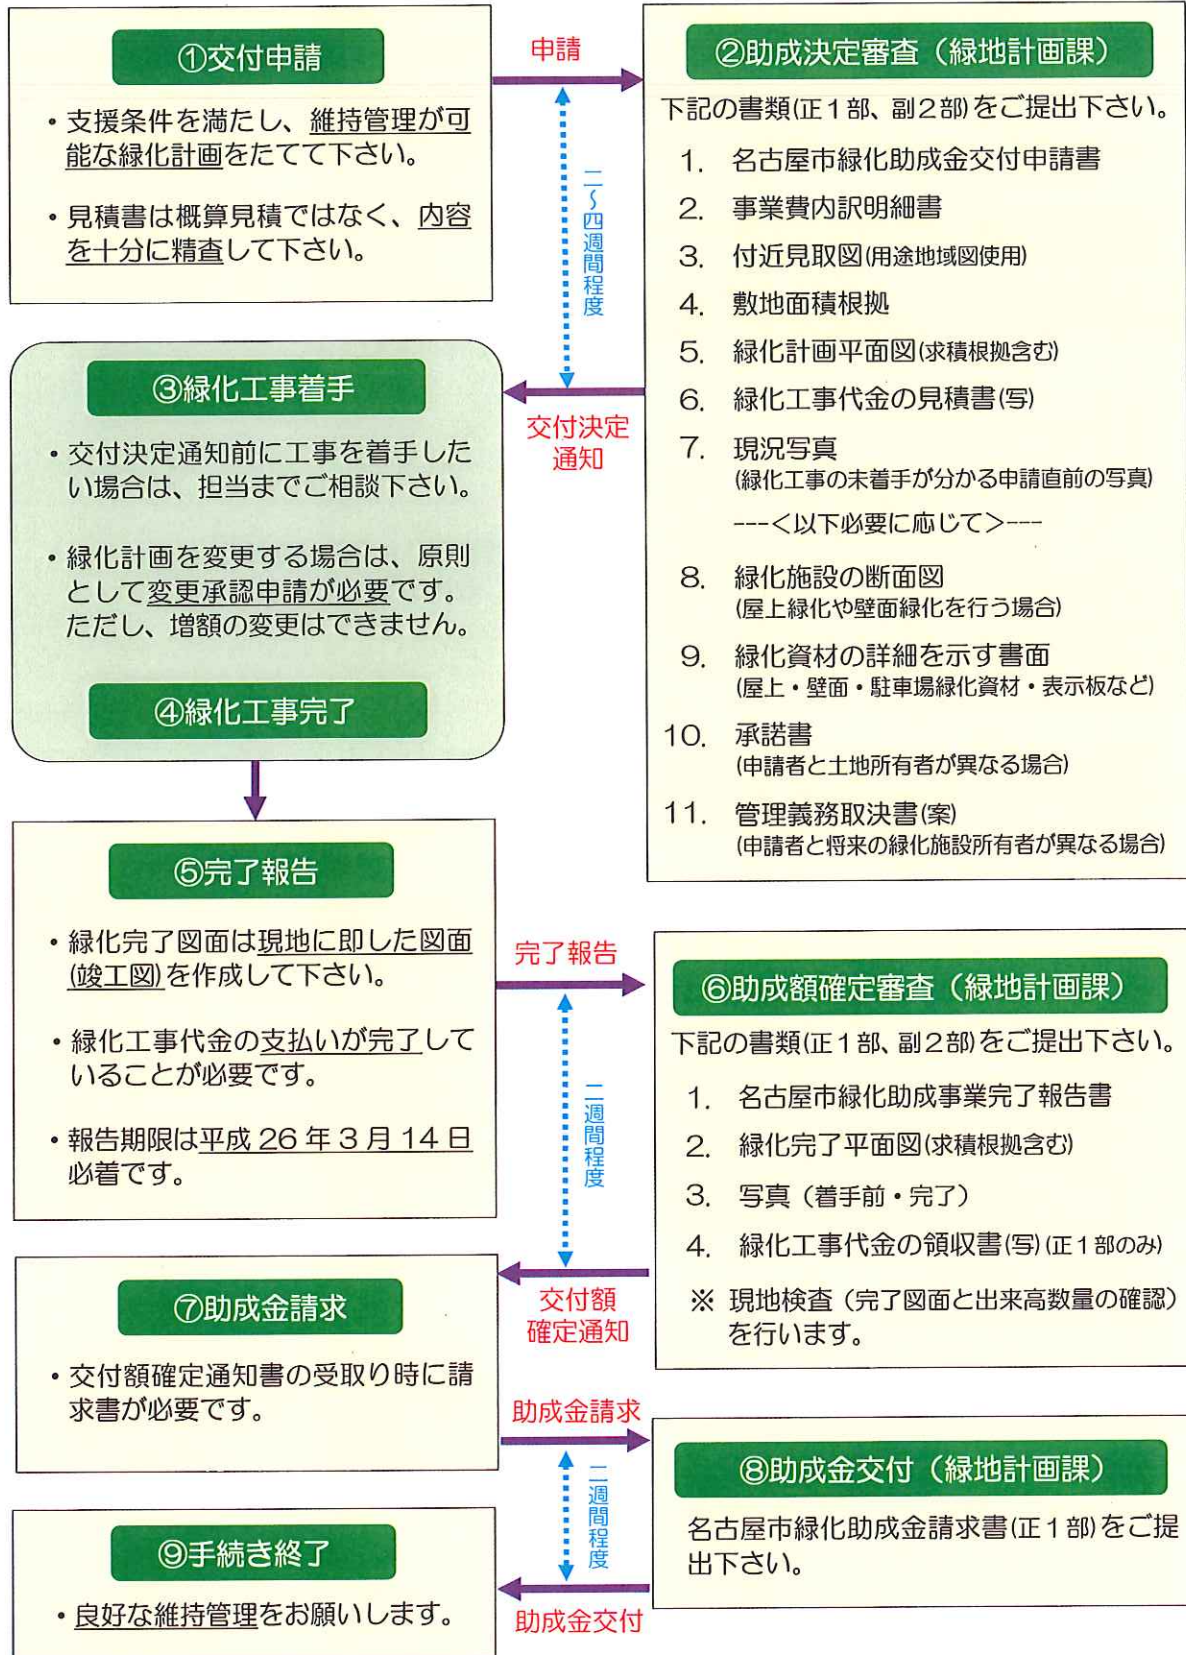 ①交付申請
・支援条件を満たし、維持管理が可
能な緑化計画をたてて下さい。
・見積書は概算見積ではなく、内容
を十分に精査して下さい。
申請
二～四週間程度
交付決定
通知
②助成決定審査（緑地計画課）
下記の書類(正１部、副２部)をご提出下さい。
1. 名古屋市緑化助成金交付申請書
2. 事業費内訳明細書
3. 付近見取図(用途地域図使用)
4. 敷地面積根拠
5. 緑化計画平面図(求積根拠含む)
6. 緑化工事代金の見積書(写)
7. 現況写真
(緑化工事の未着手が分かる申請直前の写真)
---＜以下必要に応じて＞---
8. 緑化施設の断面図
(屋上緑化や壁面緑化を行う場合)
9. 緑化資材の詳細を示す書面
(屋上・壁面・駐車場緑化資材・表示板など)
10. 承諾書
(申請者と土地所有者が異なる場合)
11. 管理義務取決書(案)
(申請者と将来の緑化施設所有者が異なる場合)
③緑化工事着手
・交付決定通知前に工事を着手した
い場合は、担当までご相談下さい。
・緑化計画を変更する場合は、原則
として変更承認申請が必要です。
ただし、増額の変更はできません。
④緑化工事完了
⑤完了報告
・緑化完了図面は現地に即した図面
(竣工図)を作成して下さい。
・緑化工事代金の支払いが完了して
いることが必要です。
・報告期限は平成 26 年 3 月 14 日
必着です。
完了報告
二週間程度
交付額
確定通知
⑥助成額確定審査（緑地計画課）
下記の書類(正１部、副２部)をご提出下さい。
1. 名古屋市緑化助成事業完了報告書
2. 緑化完了平面図(求積根拠含む)
3. 写真（着手前・完了）
4. 緑化工事代金の領収書(写)(正１部のみ)
※ 現地検査（完了図面と出来高数量の確認）
を行います。
⑦助成金請求
・交付額確定通知書の受取り時に請
求書が必要です。
助成金請求
二週間程度
助成金交付
⑧助成金交付（緑地計画課）
名古屋市緑化助成金請求書(正１部)をご提
出下さい。
⑨手続き終了
・良好な維持管理をお願いします。